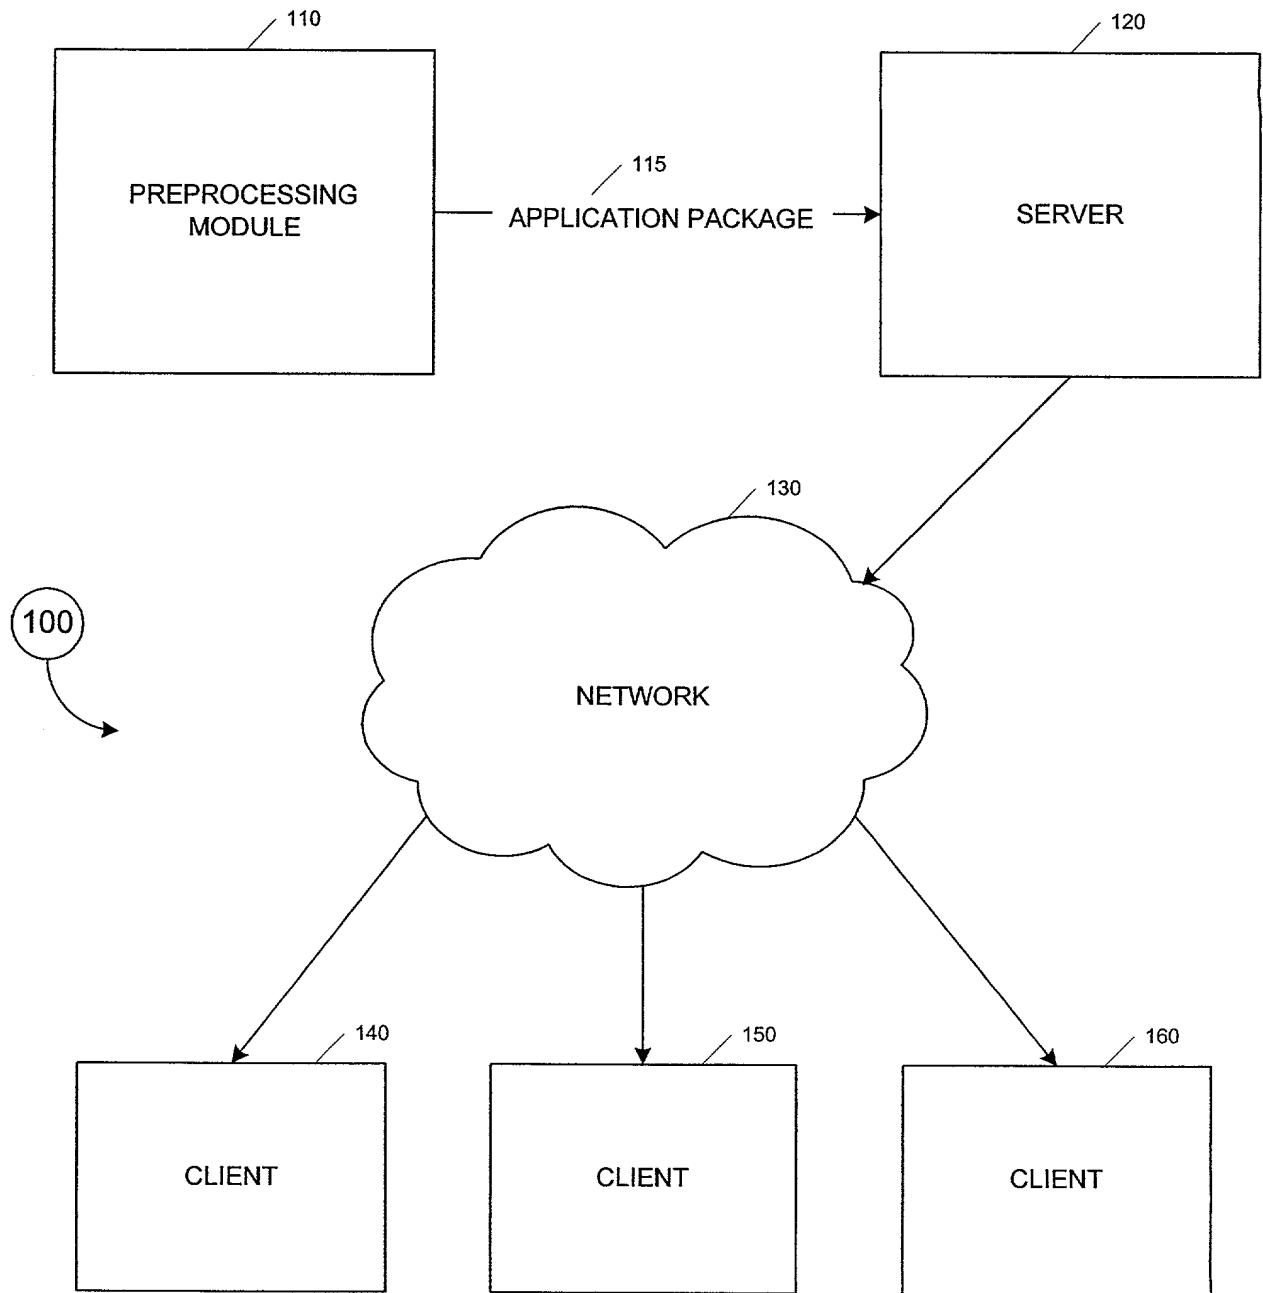 110
120
PREPROCESSING
MODULE
115
APPLICATION PACKAGE
SERVER
130
100
NETWORK
140
150
160
CLIENT
CLIENT
CLIENT